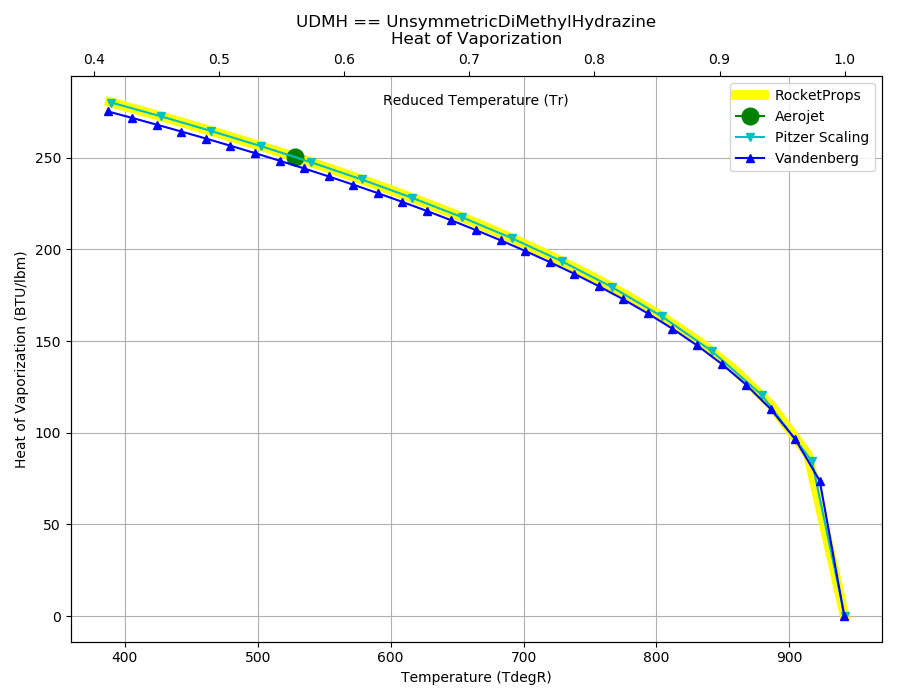 UDMH == UnsymmetricDiMethylHydrazine
Heat of Vaporization
0.4 0.5 0.6 0.7 0.8 0.9 1.0
Reduced Temperature (Tr)
RocketProps
Aerojet
Pitzer Scaling
Vandenberg
Heat of Vaporization (BTU/lbm)
250
200
150
100
50
0
400 500 600 700 800 900
Temperature (TdegR)